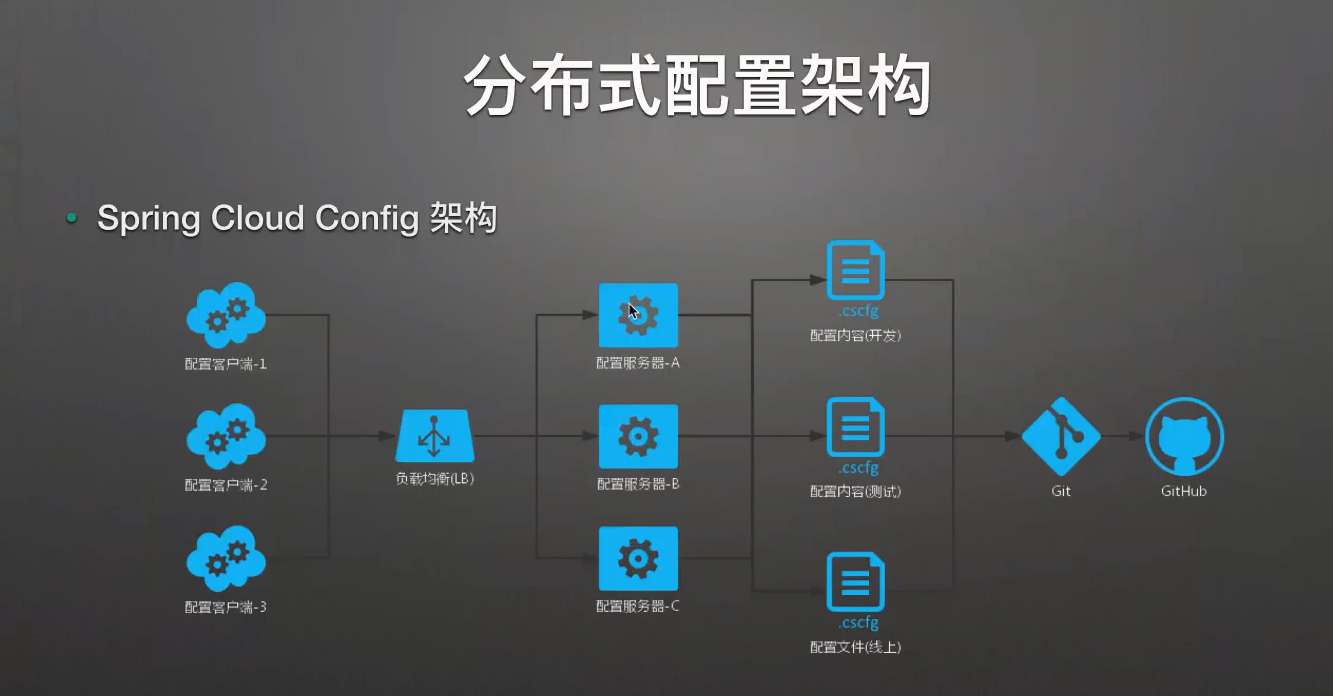 分布式配置架构
• Spring Cloud Config 架构
配置客户端-1
配置客户端-2
配置客户端-3
负载均衡(LB)
配置服务器-A
配置服务器-B
配置服务器-C
.cscfg
配置内容(开发)
.cscfg
配置内容(测试)
.cscfg
配置文件(线上)
Git
GitHub